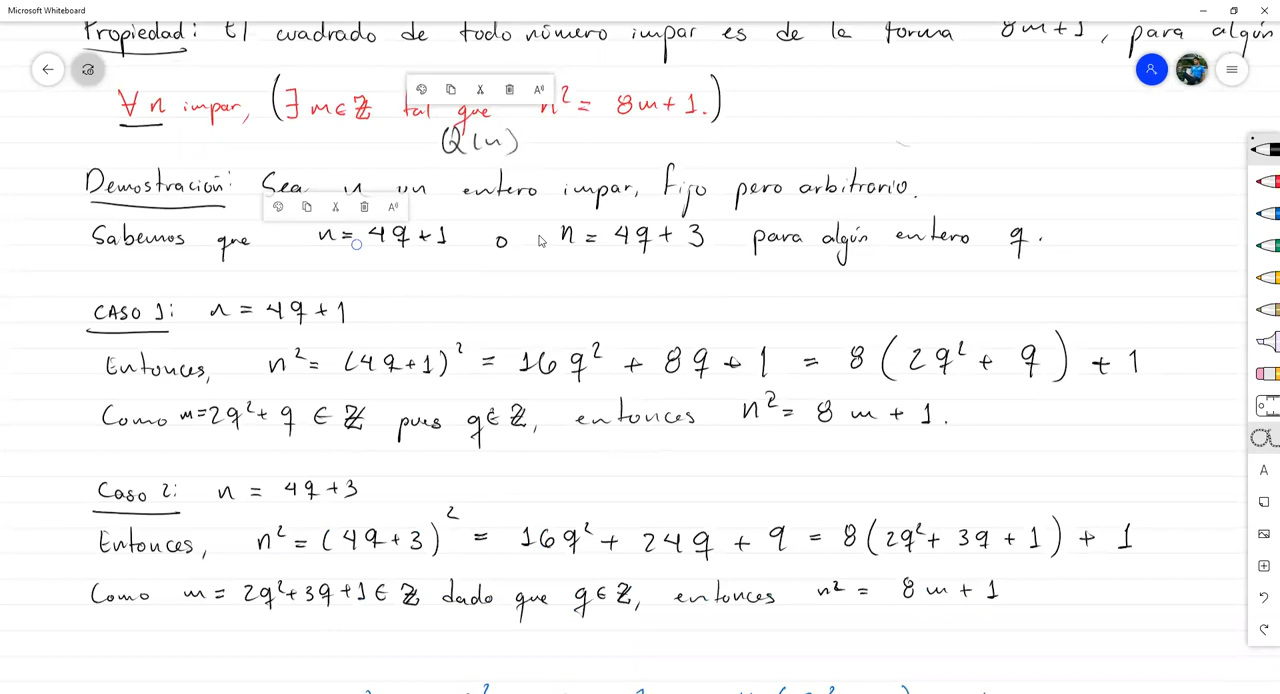 Microsoft Whiteboard
Propiedad: El cuadrado de todo número impar es de la forma 8m+1, para algún
∀n impar, (∃ m∈ℤ tal que n² = 8m+1.)
Q(n)
Demostración: Sea n un entero impar, fijo pero arbitrario.
Sabemos que n = 4q+1 o n = 4q+3 para algún entero q.
CASO 1: n = 4q+1
Entonces, n² = (4q+1)² = 16q² + 8q + 1 = 8(2q² + q) + 1
Como m=2q²+q ∈ ℤ pues q∈ℤ, entonces n² = 8m+1.
Caso 2: n = 4q+3
Entonces, n² = (4q+3)² = 16q² + 24q + 9 = 8(2q²+3q+1) + 1
Como m = 2q²+3q+1∈ℤ dado que q∈ℤ, entonces n² = 8m+1